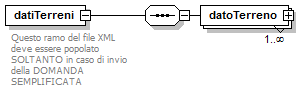 datiTerreni
datoTerreno
1..∞
Questo ramo del file XML
deve essere popolato
SOLTANTO in caso di invio
della DOMANDA
SEMPLIFICATA